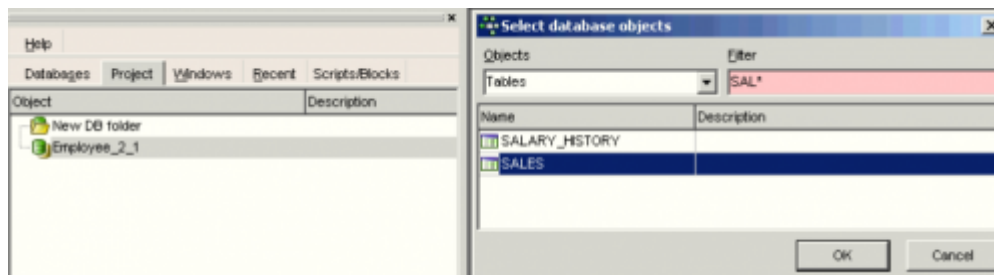 Help
Databases Project Windows Recent Scripts/Blocks
Object Description
New DB folder
Employee_2_1
Select database objects
Objects Filter
Tables SAL*
Name Description
SALARY_HISTORY
SALES
OK Cancel